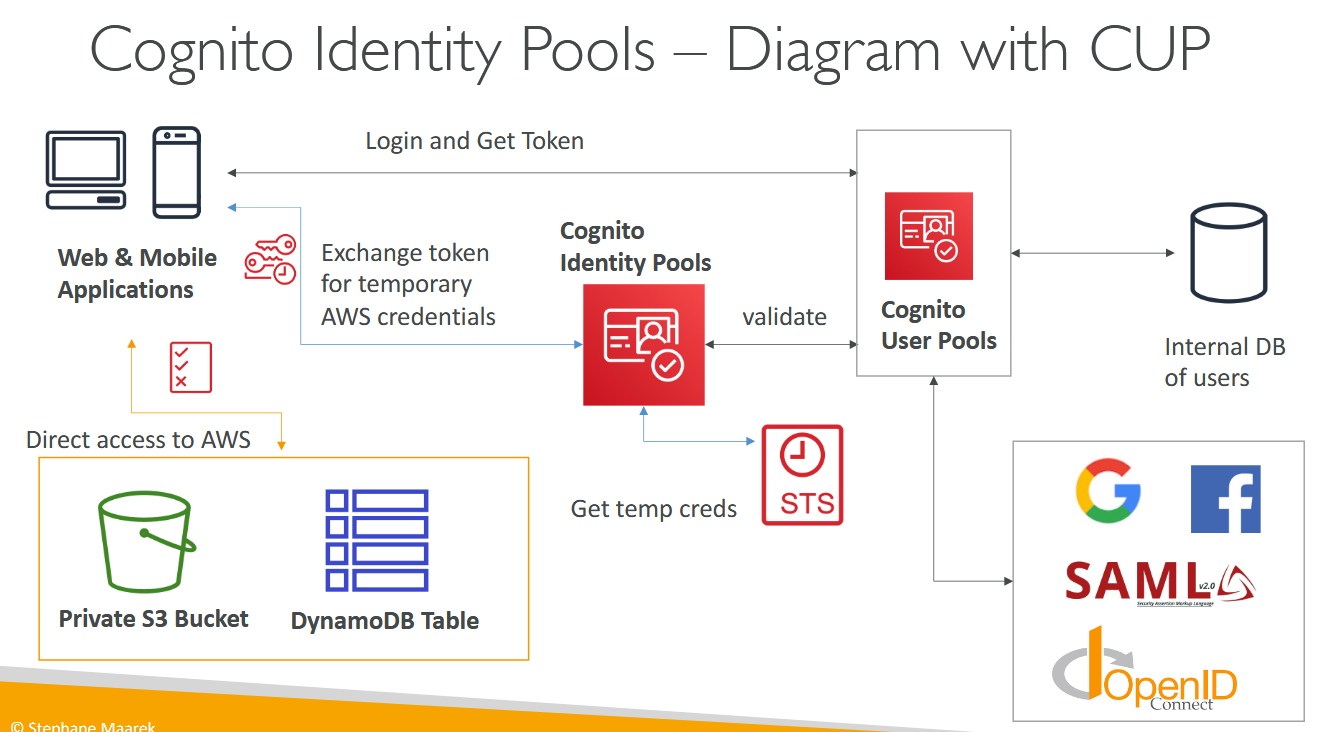 Cognito Identity Pools – Diagram with CUP
Login and Get Token
Web & Mobile
Applications
Exchange token
for temporary
AWS credentials
Cognito
Identity Pools
validate
Cognito
User Pools
Internal DB
of users
Direct access to AWS
Get temp creds
STS
Private S3 Bucket
DynamoDB Table
SAML v2.0
Security Assertion Markup Language
OpenID
Connect
© Stephane Maarek